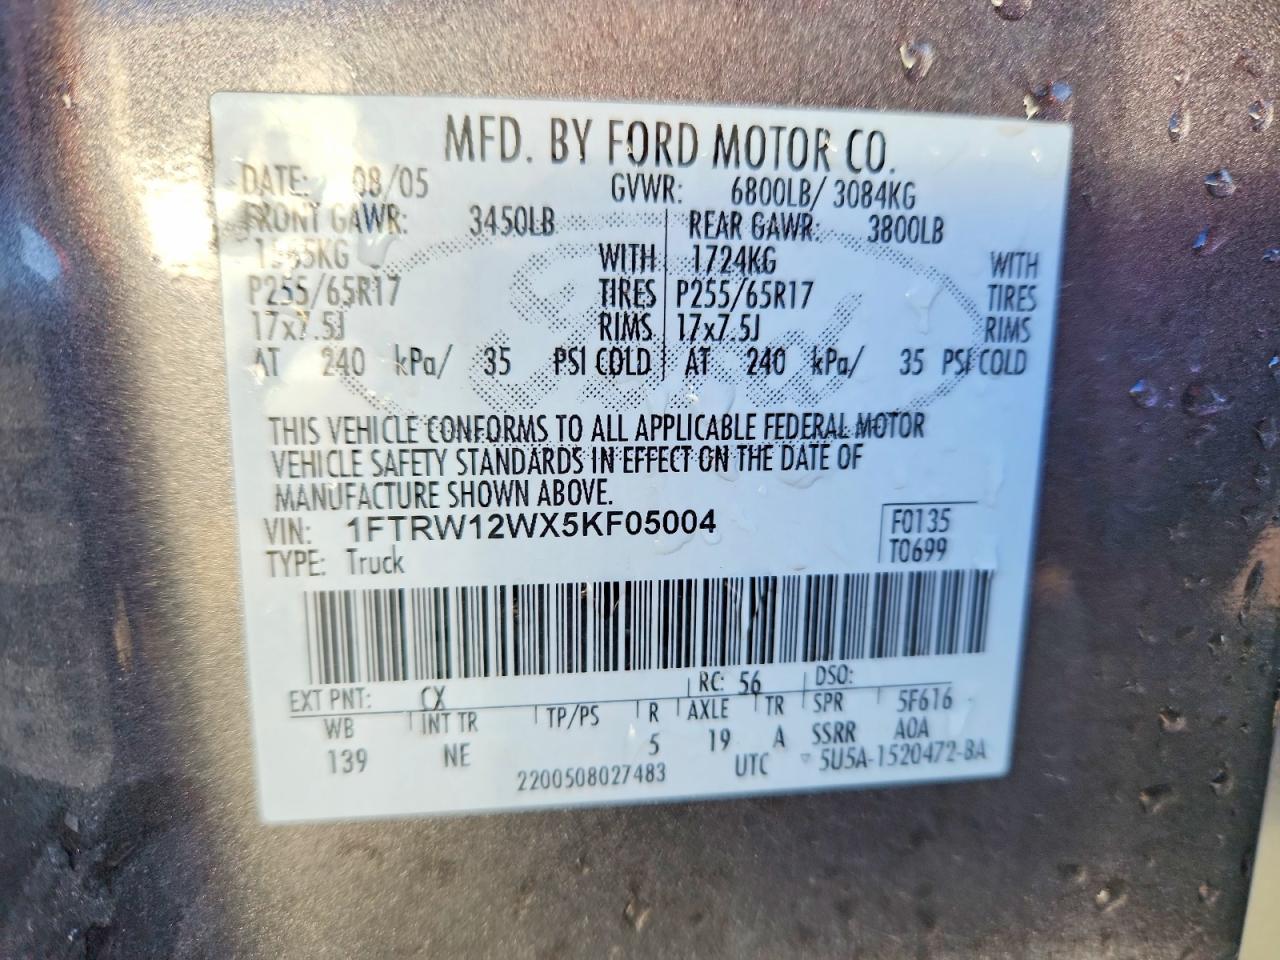 MFD. BY FORD MOTOR CO.
DATE: 08/05 GVWR: 6800LB/ 3084KG
FRONT GAWR: 3450LB REAR GAWR: 3800LB
1565KG WITH 1724KG WITH
P255/65R17 TIRES P255/65R17 TIRES
17x7.5J RIMS 17x7.5J RIMS
AT 240 kPa/ 35 PSI COLD AT 240 kPa/ 35 PSI COLD
Ford
THIS VEHICLE CONFORMS TO ALL APPLICABLE FEDERAL MOTOR
VEHICLE SAFETY STANDARDS IN EFFECT ON THE DATE OF
MANUFACTURE SHOWN ABOVE.
VIN: 1FTRW12WX5KF05004 F0135
TYPE: Truck T0699
EXT PNT: CX RC: 56 DSO:
WB INT TR TP/PS R AXLE TR SPR 5F616
139 NE 5 19 A SSRR A0A
2200508027483 UTC ▽ 5U5A-1520472-BA